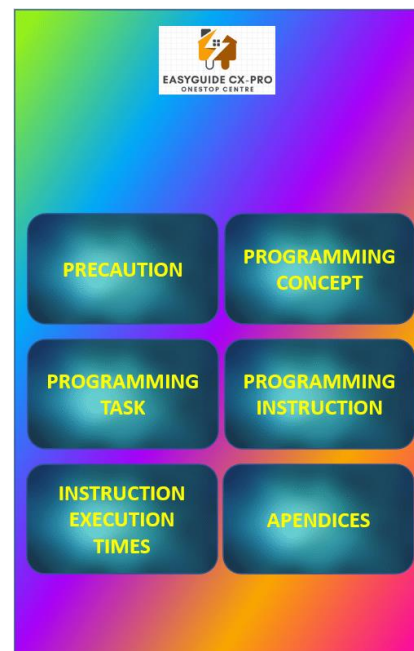 EASYGUIDE CX-PRO
ONESTOP CENTRE
PRECAUTION
PROGRAMMING
CONCEPT
PROGRAMMING
TASK
PROGRAMMING
INSTRUCTION
INSTRUCTION
EXECUTION
TIMES
APENDICES